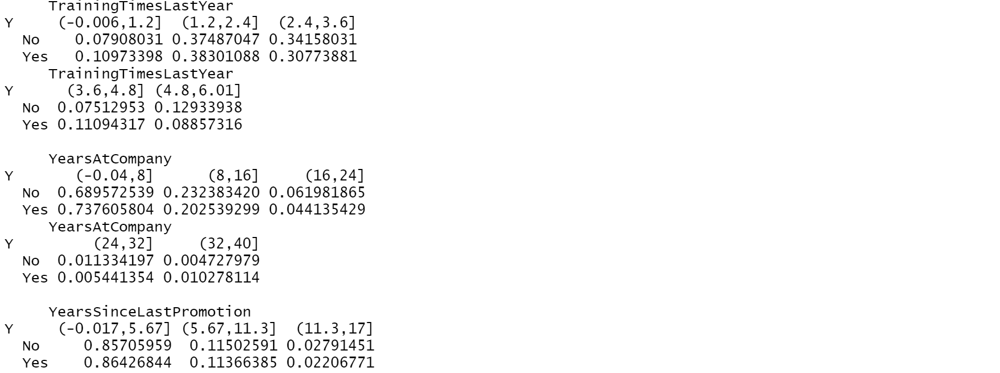 TrainingTimesLastYear
Y (-0.006,1.2] (1.2,2.4] (2.4,3.6]
No 0.07908031 0.37487047 0.34158031
Yes 0.10973398 0.38301088 0.30773881
TrainingTimesLastYear
Y (3.6,4.8] (4.8,6.01]
No 0.07512953 0.12933938
Yes 0.11094317 0.08857316
YearsAtCompany
Y (-0.04,8] (8,16] (16,24]
No 0.689572539 0.232383420 0.061981865
Yes 0.737605804 0.202539299 0.044135429
YearsAtCompany
Y (24,32] (32,40]
No 0.011334197 0.004727979
Yes 0.005441354 0.010278114
YearsSinceLastPromotion
Y (-0.017,5.67] (5.67,11.3] (11.3,17]
No 0.85705959 0.11502591 0.02791451
Yes 0.86426844 0.11366385 0.02206771